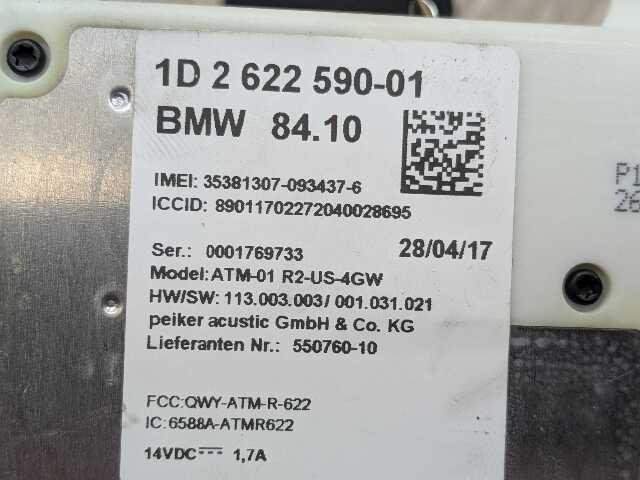 1D 2 622 590-01
BMW 84.10
IMEI: 35381307-093437-6
ICCID: 89011702272040028695
Ser.: 0001769733 28/04/17
Model: ATM-01 R2-US-4GW
HW/SW: 113.003.003/ 001.031.021
peiker acustic GmbH & Co. KG
Lieferanten Nr.: 550760-10
FCC:QWY-ATM-R-622
IC:6588A-ATMR622
14VDC 1,7A
P1
26